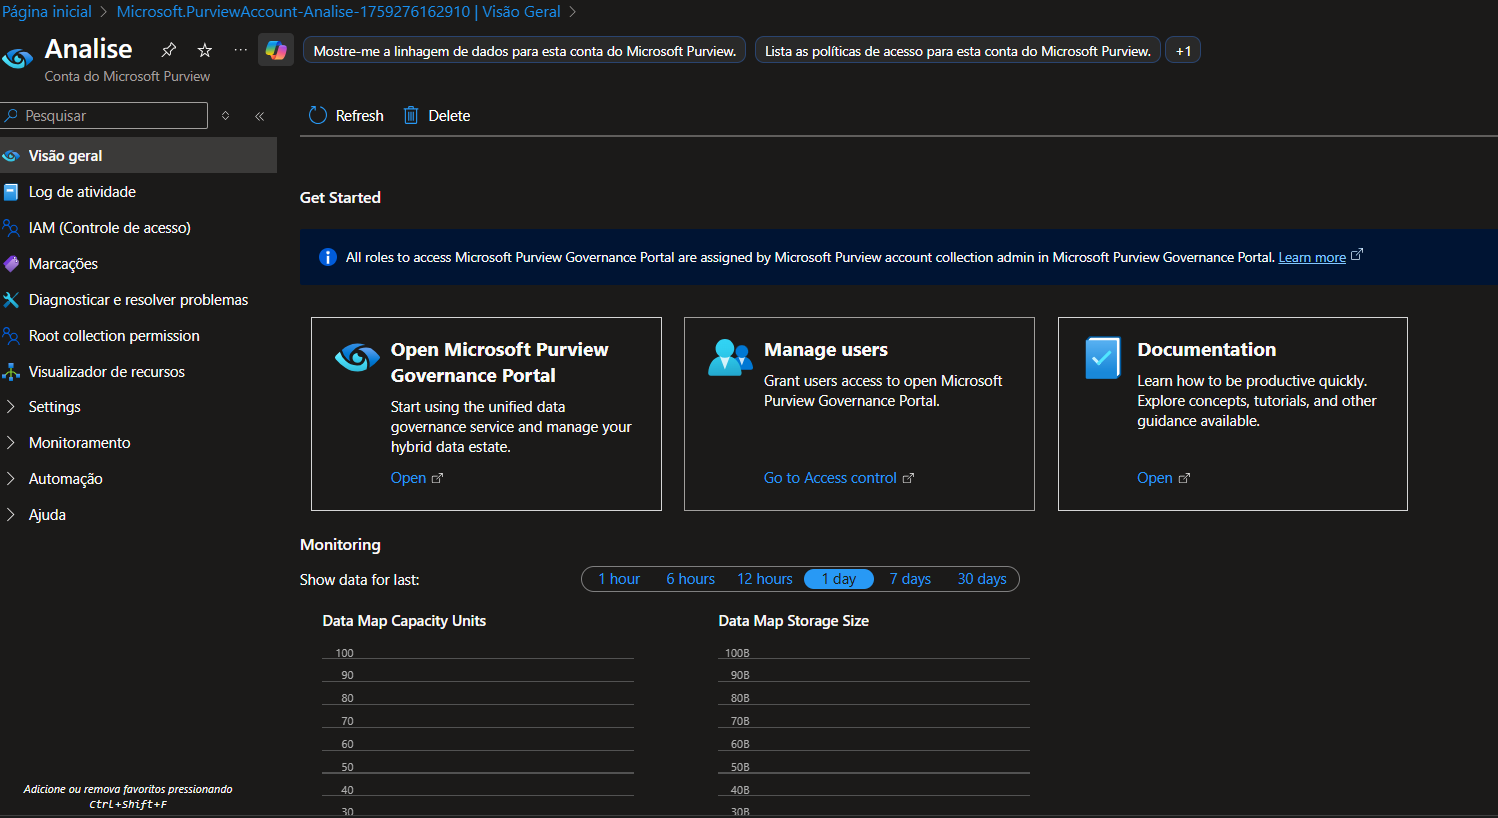 Página inicial > Microsoft.PurviewAccount-Analise-1759276162910 | Visão Geral >
Analise
Conta do Microsoft Purview
Mostre-me a linhagem de dados para esta conta do Microsoft Purview.
Lista as políticas de acesso para esta conta do Microsoft Purview.
+1
Pesquisar
Refresh
Delete
Visão geral
Log de atividade
IAM (Controle de acesso)
Marcações
Diagnosticar e resolver problemas
Root collection permission
Visualizador de recursos
Settings
Monitoramento
Automação
Ajuda
Adicione ou remova favoritos pressionando
Ctrl+Shift+F
Get Started
All roles to access Microsoft Purview Governance Portal are assigned by Microsoft Purview account collection admin in Microsoft Purview Governance Portal. Learn more
Open Microsoft Purview
Governance Portal
Start using the unified data
governance service and manage your
hybrid data estate.
Open
Manage users
Grant users access to open Microsoft
Purview Governance Portal.
Go to Access control
Documentation
Learn how to be productive quickly.
Explore concepts, tutorials, and other
guidance available.
Open
Monitoring
Show data for last:
1 hour
6 hours
12 hours
1 day
7 days
30 days
Data Map Capacity Units
100
90
80
70
60
50
40
30
Data Map Storage Size
100B
90B
80B
70B
60B
50B
40B
30B